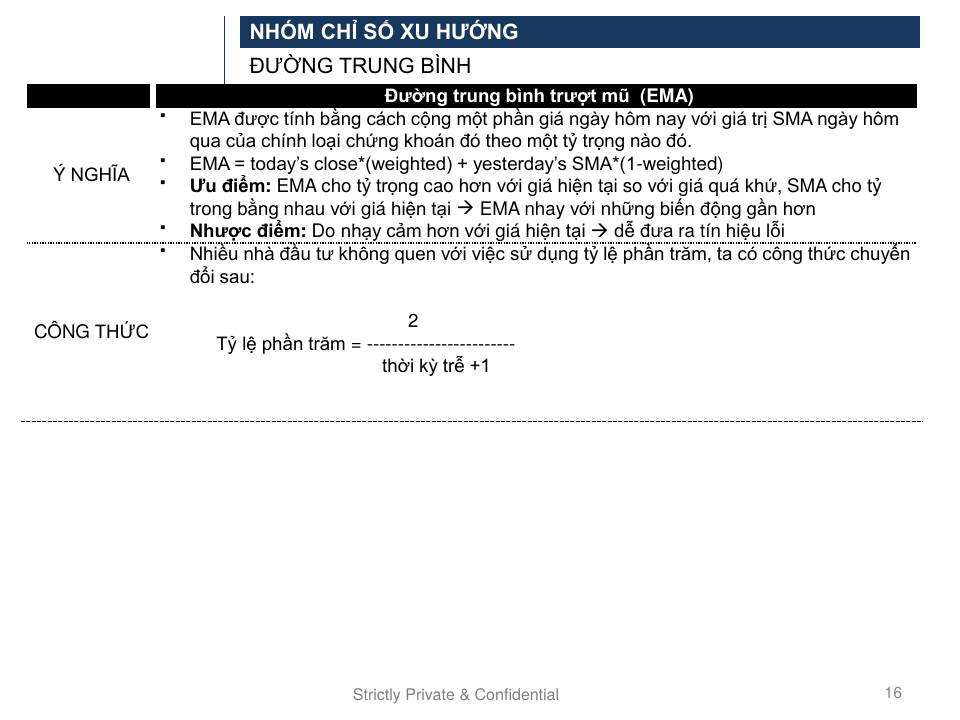 NHÓM CHỈ SỐ XU HƯỚNG
ĐƯỜNG TRUNG BÌNH
Đường trung bình trượt mũ (EMA)
Ý NGHĨA
▪ EMA được tính bằng cách cộng một phần giá ngày hôm nay với giá trị SMA ngày hôm
qua của chính loại chứng khoán đó theo một tỷ trọng nào đó.
▪ EMA = today’s close*(weighted) + yesterday’s SMA*(1-weighted)
▪ Ưu điểm: EMA cho tỷ trọng cao hơn với giá hiện tại so với giá quá khứ, SMA cho tỷ
trong bằng nhau với giá hiện tại → EMA nhay với những biến động gần hơn
▪ Nhược điểm: Do nhạy cảm hơn với giá hiện tại → dễ đưa ra tín hiệu lỗi
CÔNG THỨC
▪ Nhiều nhà đầu tư không quen với việc sử dụng tỷ lệ phần trăm, ta có công thức chuyển
đổi sau:
2
Tỷ lệ phần trăm = ------------------------
thời kỳ trễ +1
Strictly Private & Confidential
16